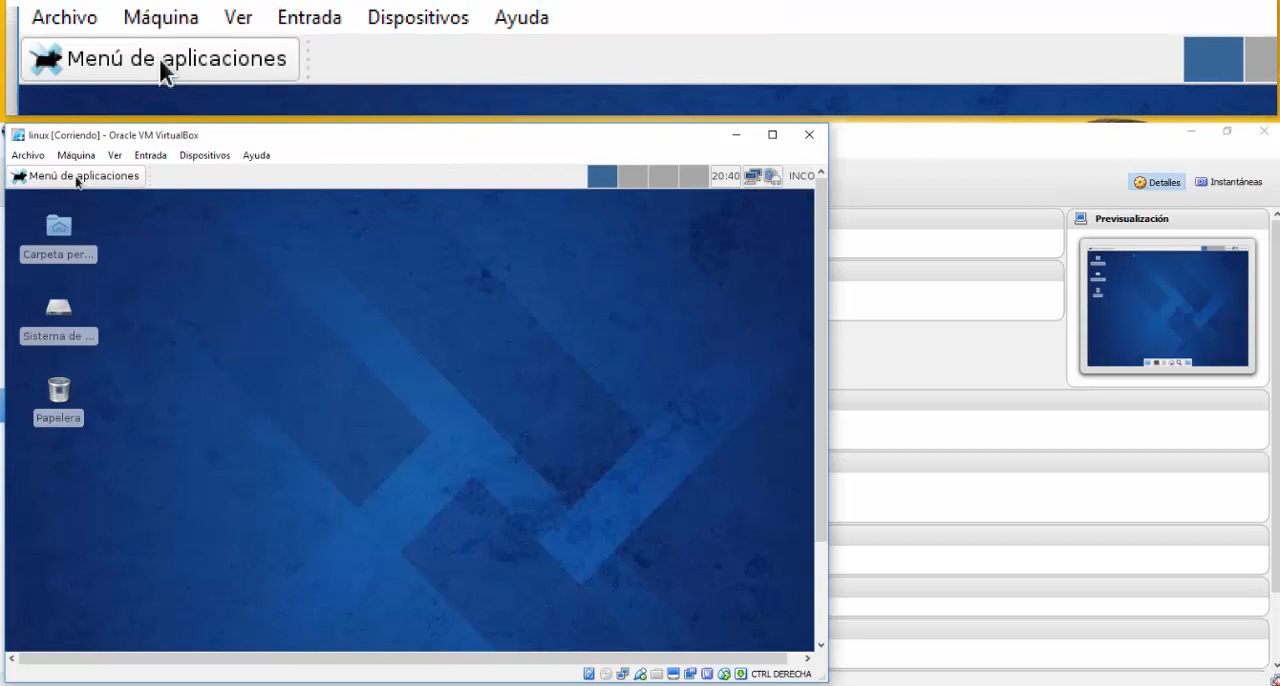 Archivo Máquina Ver Entrada Dispositivos Ayuda
Menú de aplicaciones
linux [Corriendo] - Oracle VM VirtualBox
Archivo Máquina Ver Entrada Dispositivos Ayuda
Menú de aplicaciones 20:40 INCO
Detalles Instantáneas
Previsualización
Carpeta per...
Sistema de ...
Papelera
CTRL DERECHA